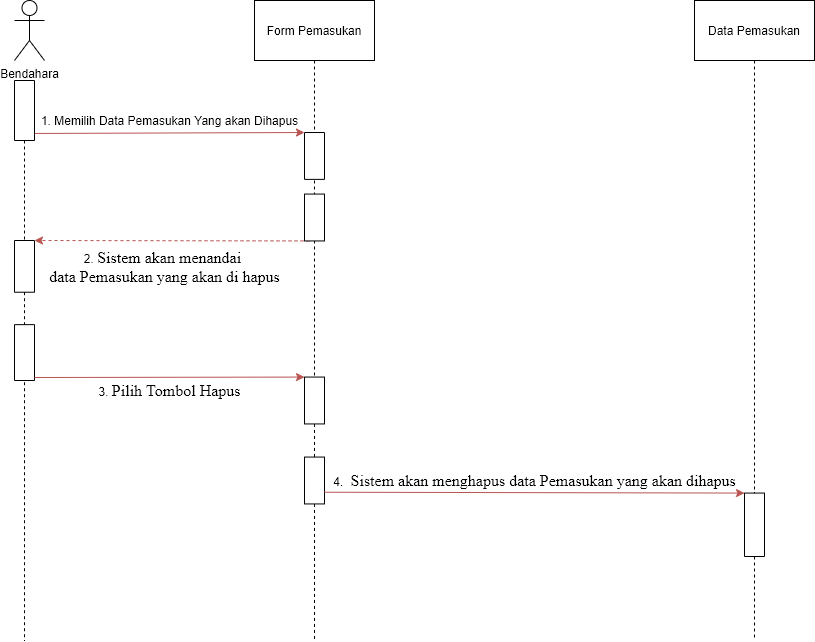 Bendahara
Form Pemasukan
Data Pemasukan
1. Memilih Data Pemasukan Yang akan Dihapus
2. Sistem akan menandai
data Pemasukan yang akan di hapus
3. Pilih Tombol Hapus
4. Sistem akan menghapus data Pemasukan yang akan dihapus